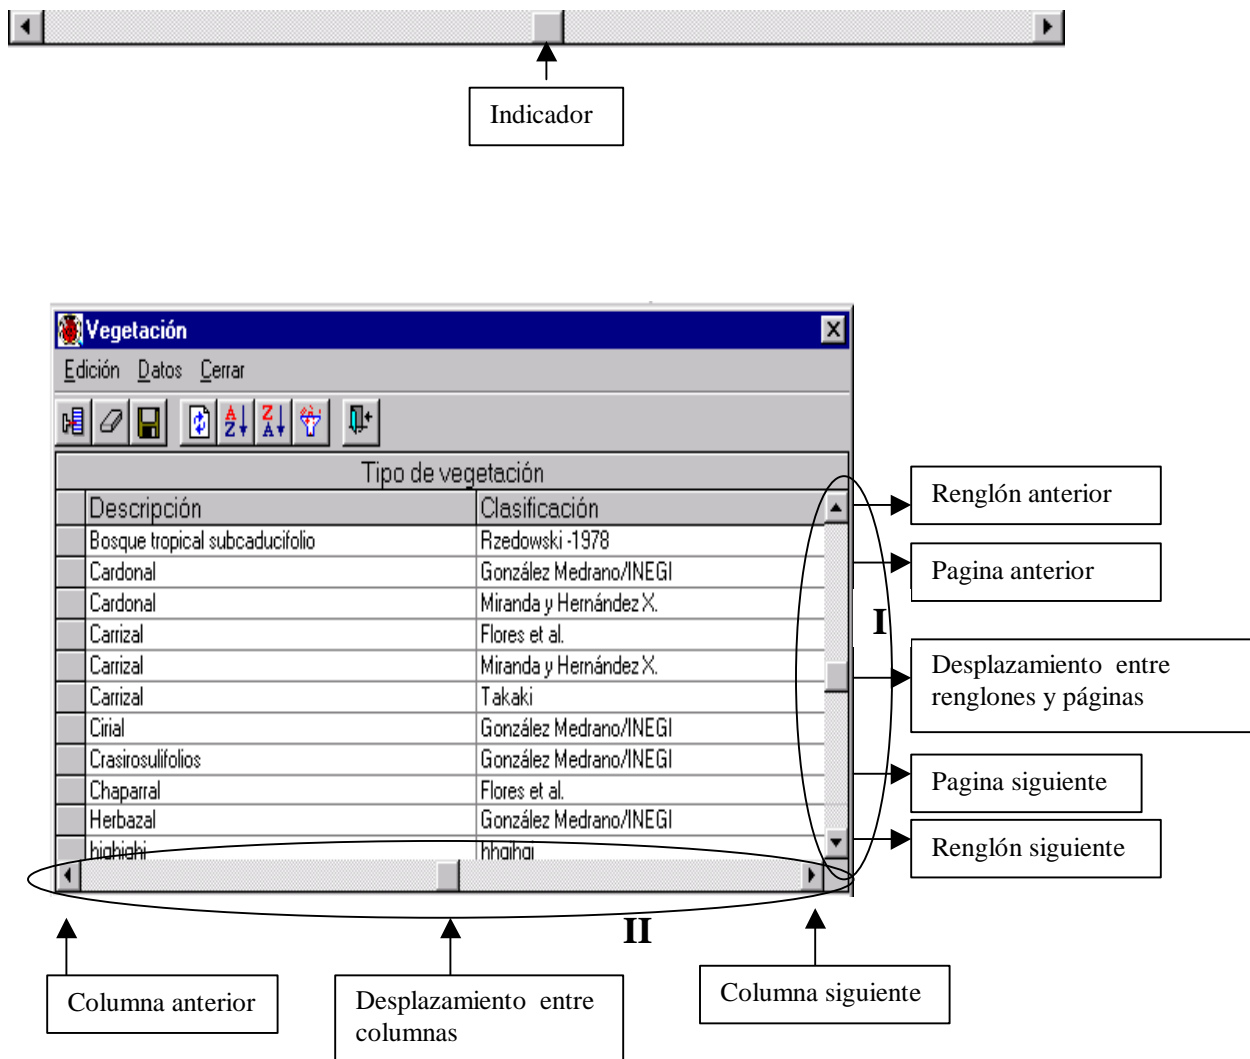 Indicador
Vegetación
Edición Datos Cerrar
Tipo de vegetación
Descripción Clasificación
Bosque tropical subcaducifolio Rzedowski -1978
Cardonal González Medrano/INEGI
Cardonal Miranda y Hernández X.
Carrizal Flores et al.
Carrizal Miranda y Hernández X.
Carrizal Takaki
Cirial González Medrano/INEGI
Crasirosulifolios González Medrano/INEGI
Chaparral Flores et al.
Herbazal González Medrano/INEGI
Renglón anterior
Pagina anterior
I
Desplazamiento entre
renglones y páginas
Pagina siguiente
Renglón siguiente
II
Columna anterior
Desplazamiento entre
columnas
Columna siguiente